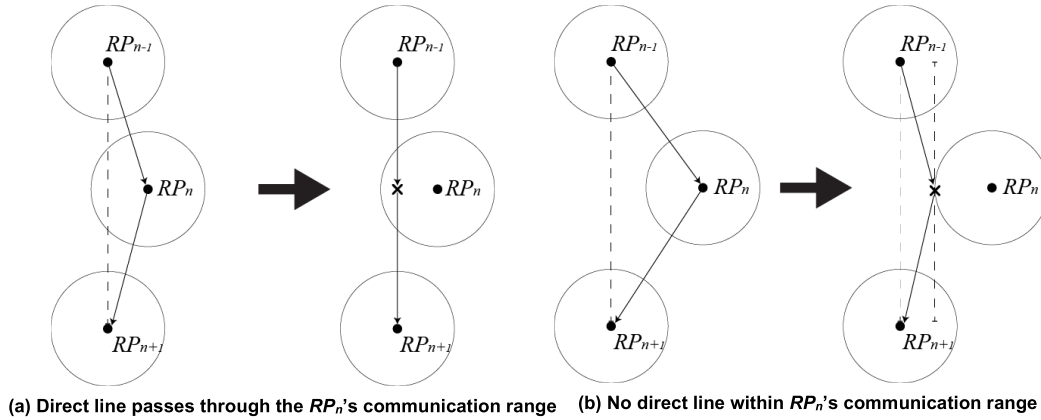 RPn-1
RPn
RPn+1
RPn-1
RPn
RPn+1
RPn-1
RPn
RPn+1
RPn-1
RPn
RPn+1
(a) Direct line passes through the RPn's communication range
(b) No direct line within RPn's communication range